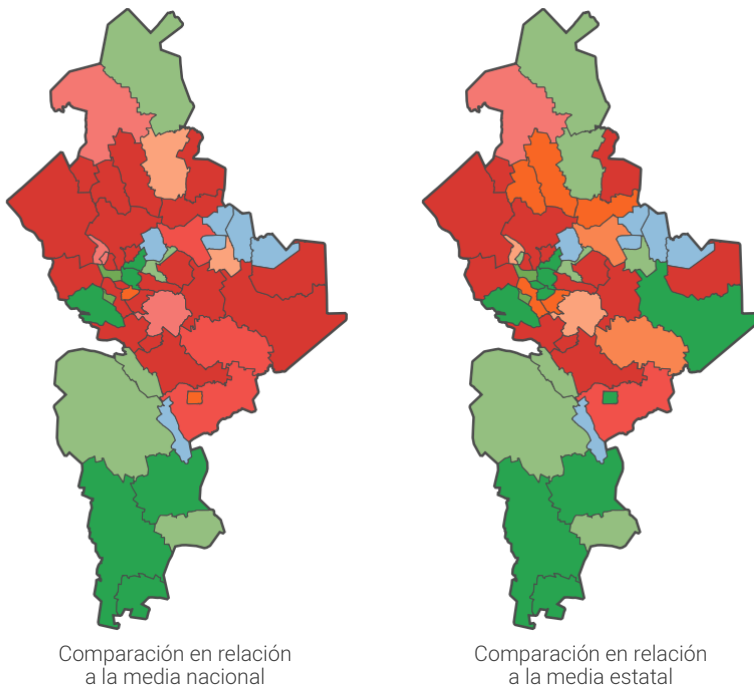 Comparación en relación
a la media nacional
Comparación en relación
a la media estatal